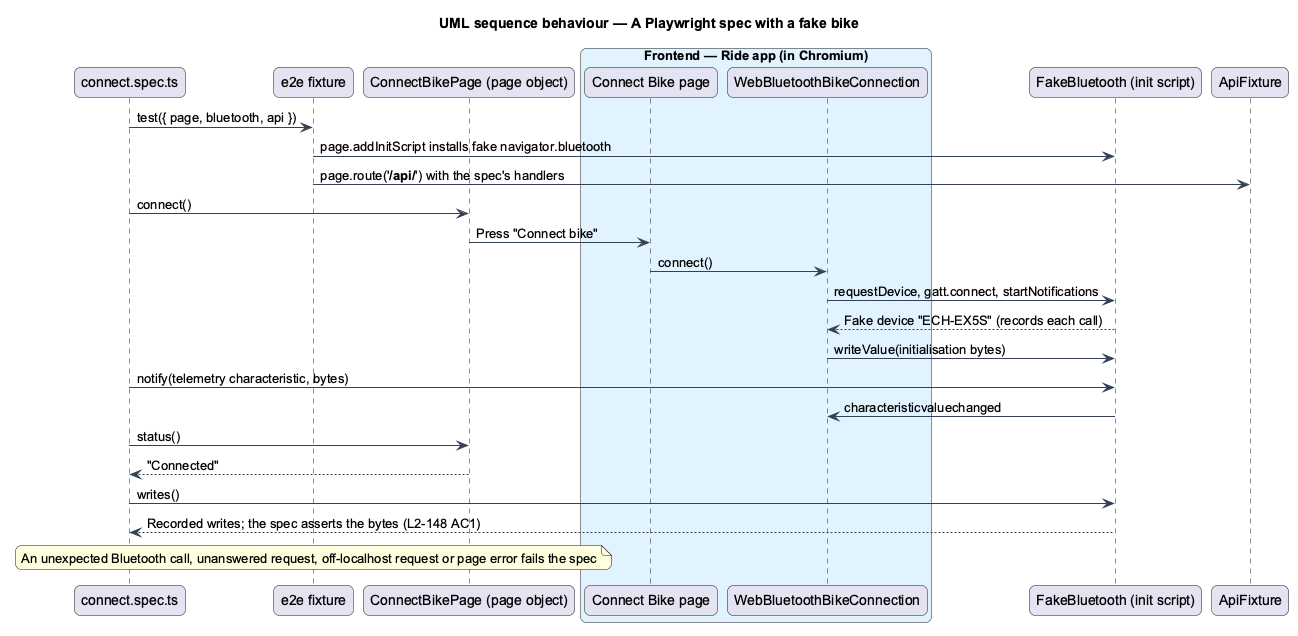 UML sequence behaviour — A Playwright spec with a fake bike
Frontend — Ride app (in Chromium)
connect.spec.ts
e2e fixture
ConnectBikePage (page object)
Connect Bike page
WebBluetoothBikeConnection
FakeBluetooth (init script)
ApiFixture
test({ page, bluetooth, api })
page.addInitScript installs fake navigator.bluetooth
page.route('/api/') with the spec's handlers
connect()
Press "Connect bike"
connect()
requestDevice, gatt.connect, startNotifications
Fake device "ECH-EX5S" (records each call)
writeValue(initialisation bytes)
notify(telemetry characteristic, bytes)
characteristicvaluechanged
status()
"Connected"
writes()
Recorded writes; the spec asserts the bytes (L2-148 AC1)
An unexpected Bluetooth call, unanswered request, off-localhost request or page error fails the spec
connect.spec.ts
e2e fixture
ConnectBikePage (page object)
Connect Bike page
WebBluetoothBikeConnection
FakeBluetooth (init script)
ApiFixture